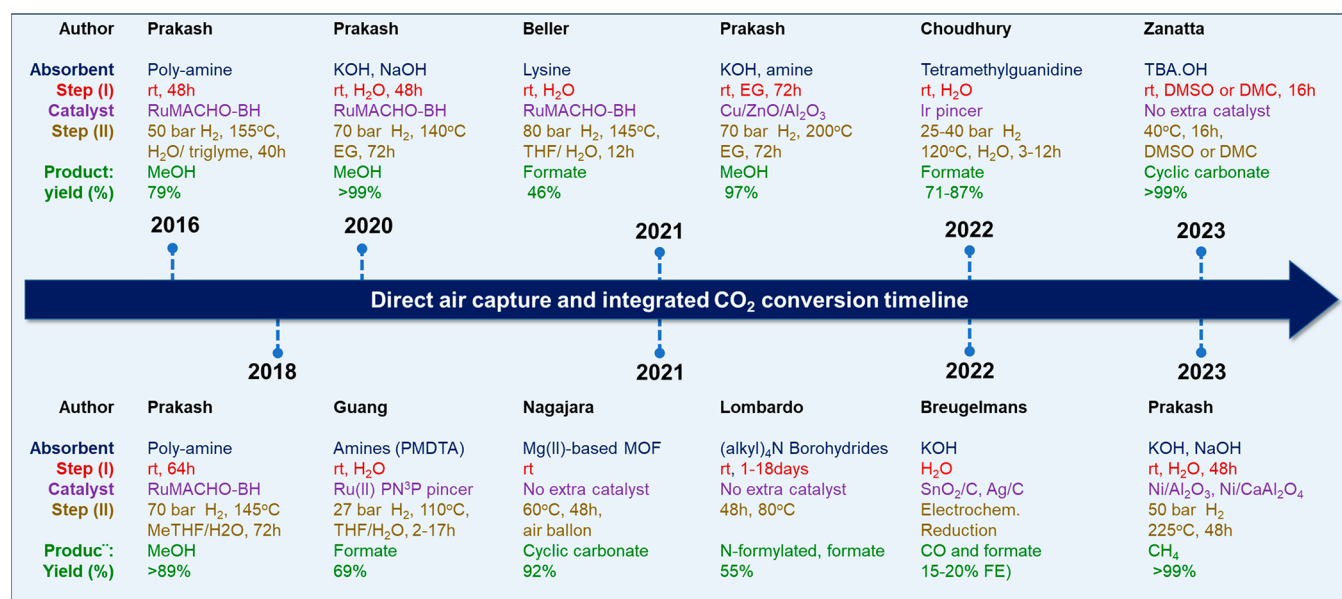 Author Prakash Prakash Beller Prakash Choudhury Zanatta
Absorbent Poly-amine KOH, NaOH Lysine KOH, amine Tetramethylguanidine TBA.OH
Step (I) rt, 48h rt, H₂O, 48h rt, H₂O rt, EG, 72h rt, H₂O rt, DMSO or DMC, 16h
Catalyst RuMACHO-BH RuMACHO-BH RuMACHO-BH Cu/ZnO/Al₂O₃ Ir pincer No extra catalyst
Step (II) 50 bar H₂, 155°C, 70 bar H₂, 140°C 80 bar H₂, 145°C, 70 bar H₂, 200°C 25-40 bar H₂ 40°C, 16h,
H₂O/ triglyme, 40h EG, 72h THF/ H₂O, 12h EG, 72h 120°C, H₂O, 3-12h DMSO or DMC
Product: MeOH MeOH Formate MeOH Formate Cyclic carbonate
yield (%) 79% >99% 46% 97% 71-87% >99%
2016 2020 2021 2022 2023
Direct air capture and integrated CO₂ conversion timeline
2018 2021 2022 2023
Author Prakash Guang Nagajara Lombardo Breugelmans Prakash
Absorbent Poly-amine Amines (PMDTA) Mg(II)-based MOF (alkyl)₄N Borohydrides KOH KOH, NaOH
Step (I) rt, 64h rt, H₂O rt rt, 1-18days H₂O rt, H₂O, 48h
Catalyst RuMACHO-BH Ru(II) PN³P pincer No extra catalyst No extra catalyst SnO₂/C, Ag/C Ni/Al₂O₃, Ni/CaAl₂O₄
Step (II) 70 bar H₂, 145°C 27 bar H₂, 110°C, 60°C, 48h, 48h, 80°C Electrochem. 50 bar H₂
MeTHF/H2O, 72h THF/H₂O, 2-17h air ballon Reduction 225°C, 48h
Produc¨: MeOH Formate Cyclic carbonate N-formylated, formate CO and formate CH₄
Yield (%) >89% 69% 92% 55% 15-20% FE) >99%